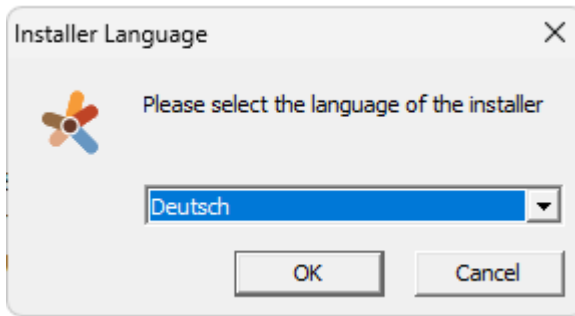 Installer Language
Please select the language of the installer
Deutsch
OK
Cancel